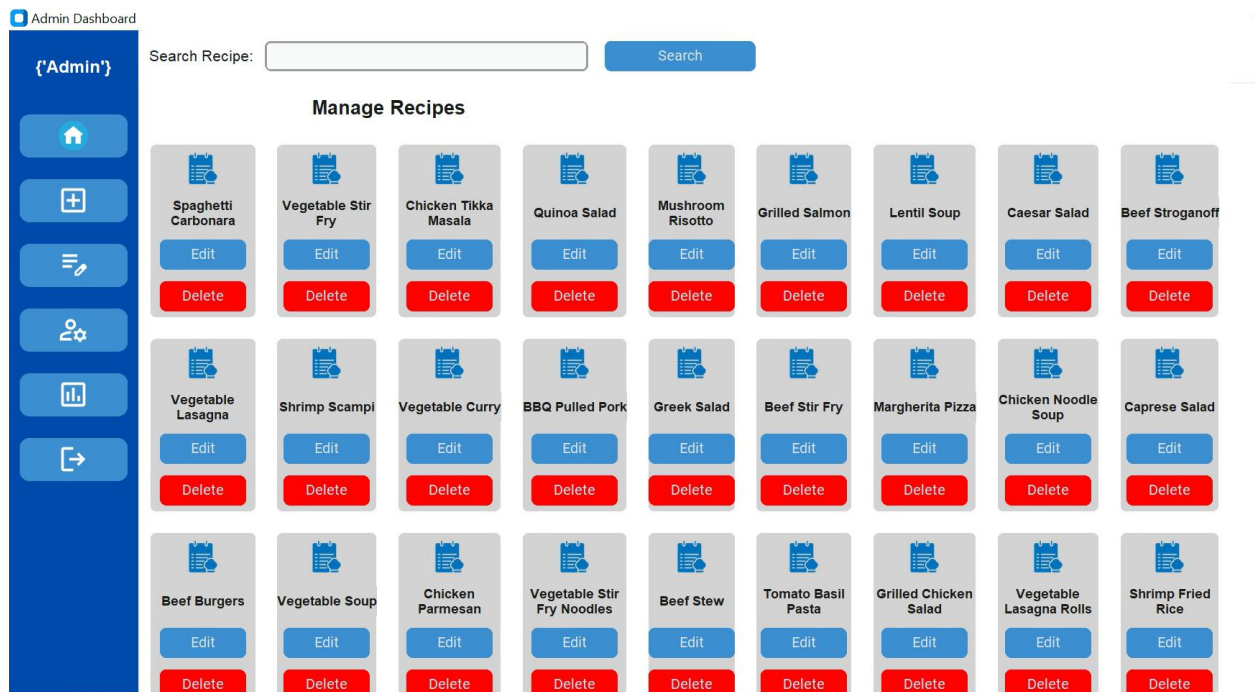 Admin Dashboard
{'Admin'}
Search Recipe:
Search
Manage Recipes
Spaghetti
Carbonara
Edit
Delete
Vegetable Stir
Fry
Edit
Delete
Chicken Tikka
Masala
Edit
Delete
Quinoa Salad
Edit
Delete
Mushroom
Risotto
Edit
Delete
Grilled Salmon
Edit
Delete
Lentil Soup
Edit
Delete
Caesar Salad
Edit
Delete
Beef Stroganoff
Edit
Delete
Vegetable
Lasagna
Edit
Delete
Shrimp Scampi
Edit
Delete
Vegetable Curry
Edit
Delete
BBQ Pulled Pork
Edit
Delete
Greek Salad
Edit
Delete
Beef Stir Fry
Edit
Delete
Margherita Pizza
Edit
Delete
Chicken Noodle
Soup
Edit
Delete
Caprese Salad
Edit
Delete
Beef Burgers
Edit
Delete
Vegetable Soup
Edit
Delete
Chicken
Parmesan
Edit
Delete
Vegetable Stir
Fry Noodles
Edit
Delete
Beef Stew
Edit
Delete
Tomato Basil
Pasta
Edit
Delete
Grilled Chicken
Salad
Edit
Delete
Vegetable
Lasagna Rolls
Edit
Delete
Shrimp Fried
Rice
Edit
Delete